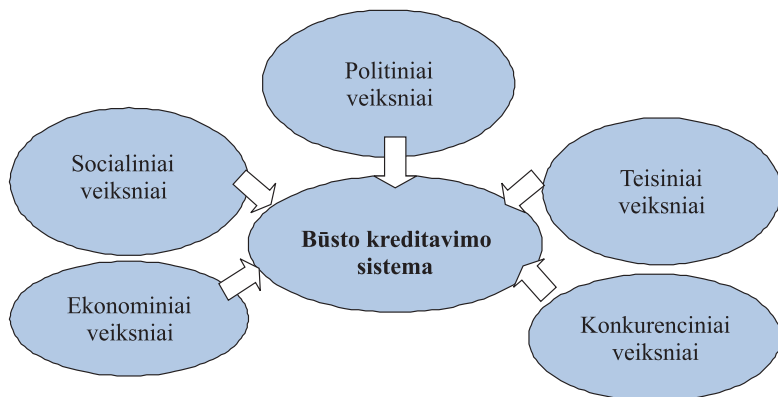 Politiniai
veiksniai
Socialiniai
veiksniai
Teisiniai
veiksniai
Būsto kreditavimo
sistema
Ekonominiai
veiksniai
Konkurenciniai
veiksniai